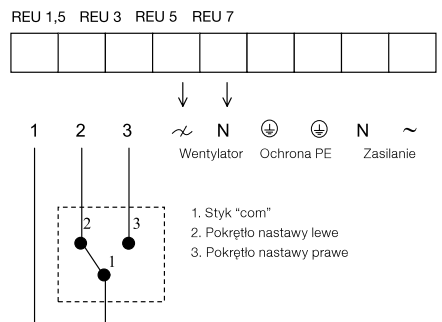 REU 1,5 REU 3 REU 5 REU 7
1 2 3 N N ~
Wentylator Ochrona PE Zasilanie
2 3
1
1. Styk “com”
2. Pokrętło nastawy lewe
3. Pokrętło nastawy prawe